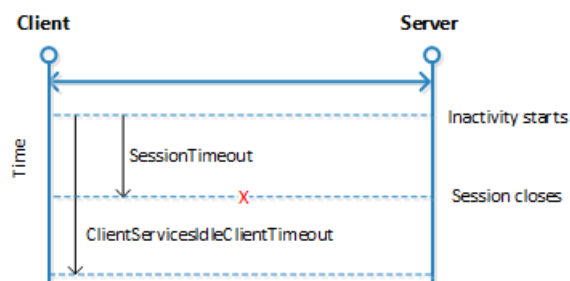 Client
Server
Inactivity starts
Time
SessionTimeout
X
Session closes
ClientServicesIdleClientTimeout